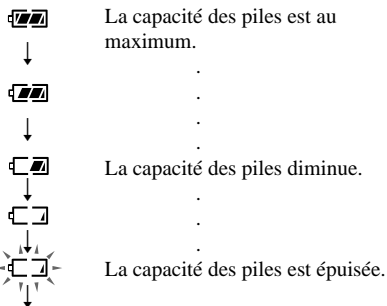 La capacité des piles est au
maximum.
.
.
.
.
La capacité des piles diminue.
.
.
.
La capacité des piles est épuisée.